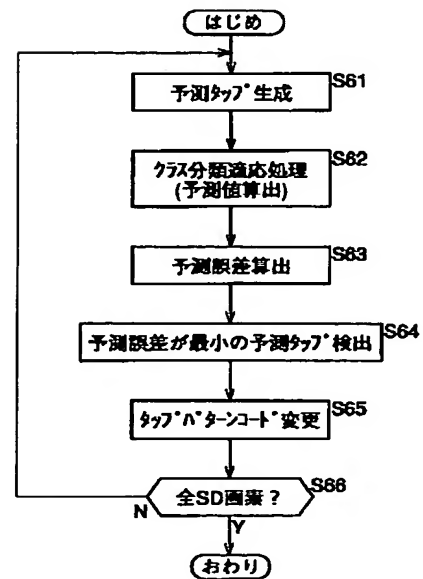 はじめ
予測ﾀｯﾌﾟ生成
S61
ｸﾗｽ分類適応処理
(予測値算出)
S62
予測誤差算出
S63
予測誤差が最小の予測ﾀｯﾌﾟ検出
S64
ﾀｯﾌﾟﾊﾟﾀｰﾝｺｰﾄﾞ変更
S65
全SD画素？
S66
N
Y
おわり